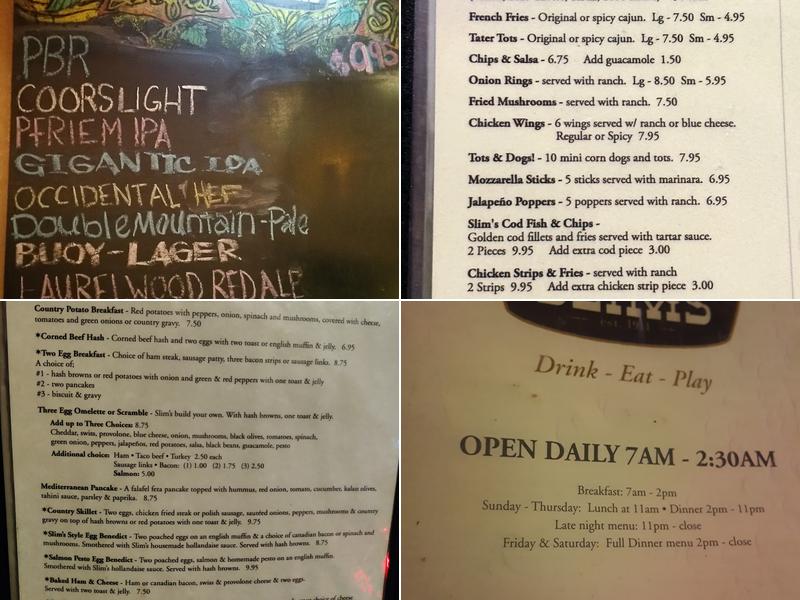 $9.95
PBR
COORSLIGHT
PFRIEM IPA
GIGANTIC IPA
OCCIDENTAL HEF
Double Mountain-Pale
BUOY-LAGER
LAURELWOOD RED ALE
French Fries - Original or spicy cajun. Lg - 7.50 Sm - 4.95
Tater Tots - Original or spicy cajun. Lg - 7.50 Sm - 4.95
Chips & Salsa - 6.75 Add guacamole 1.50
Onion Rings - served with ranch. Lg - 8.50 Sm - 5.95
Fried Mushrooms - served with ranch. 7.50
Chicken Wings - 6 wings served w/ ranch or blue cheese.
Regular or Spicy 7.95
Tots & Dogs! - 10 mini corn dogs and tots. 7.95
Mozzarella Sticks - 5 sticks served with marinara. 6.95
Jalapeño Poppers - 5 poppers served with ranch. 6.95
Slim's Cod Fish & Chips -
Golden cod fillets and fries served with tartar sauce.
2 Pieces 9.95 Add extra cod piece 3.00
Chicken Strips & Fries - served with ranch
2 Strips 9.95 Add extra chicken strip piece 3.00
Country Potato Breakfast - Red potatoes with peppers, onion, spinach and mushrooms, covered with cheese,
tomatoes and green onions or country gravy. 7.50
*Corned Beef Hash - Corned beef hash and two eggs with two toast or english muffin & jelly. 6.95
*Two Egg Breakfast - Choice of ham steak, sausage patty, three bacon strips or sausage links. 8.75
A choice of;
#1 - hash browns or red potatoes with onion and green & red peppers with one toast & jelly
#2 - two pancakes
#3 - biscuit & gravy
Three Egg Omelette or Scramble - Slim's build your own. With hash browns, one toast & jelly.
Add up to Three Choices: 8.75
Cheddar, swiss, provolone, blue cheese, onion, mushrooms, black olives, tomatoes, spinach,
green onion, peppers, jalapeños, red potatoes, salsa, black beans, guacamole, pesto
Additional choice: Ham • Taco beef • Turkey 2.50 each
Sausage links • Bacon: (1) 1.00 (2) 1.75 (3) 2.50
Salmon: 5.00
Mediterranean Pancake - A falafel feta pancake topped with hummus, red onion, tomato, cucumber, kalam olives,
tahini sauce, parsley & paprika. 8.75
*Country Skillet - Two eggs, chicken fried steak or polish sausage, sautéed onions, peppers, mushrooms & country
gravy on top of hash browns or red potatoes with one toast & jelly. 9.75
*Slim's Style Egg Benedict - Two poached eggs on english muffin & a choice of canadian bacon or spinach and
mushrooms. Smothered with Slim's housemade hollandaise sauce. Served with hash browns. 8.75
*Salmon Pesto Egg Benedict - Two poached eggs, salmon & homemade pesto on english muffin.
Smothered with Slim's hollandaise sauce. Served with hash browns. 9.95
*Baked Ham & Cheese - Ham or canadian bacon, swiss & provolone cheese & two eggs.
Served with two toast & jelly. 7.50
SLIMS
est. 1911
Drink - Eat - Play
OPEN DAILY 7AM - 2:30AM
Breakfast: 7am - 2pm
Sunday - Thursday: Lunch at 11am • Dinner 2pm - 11pm
Late night menu: 11pm - close
Friday & Saturday: Full Dinner menu 2pm - close